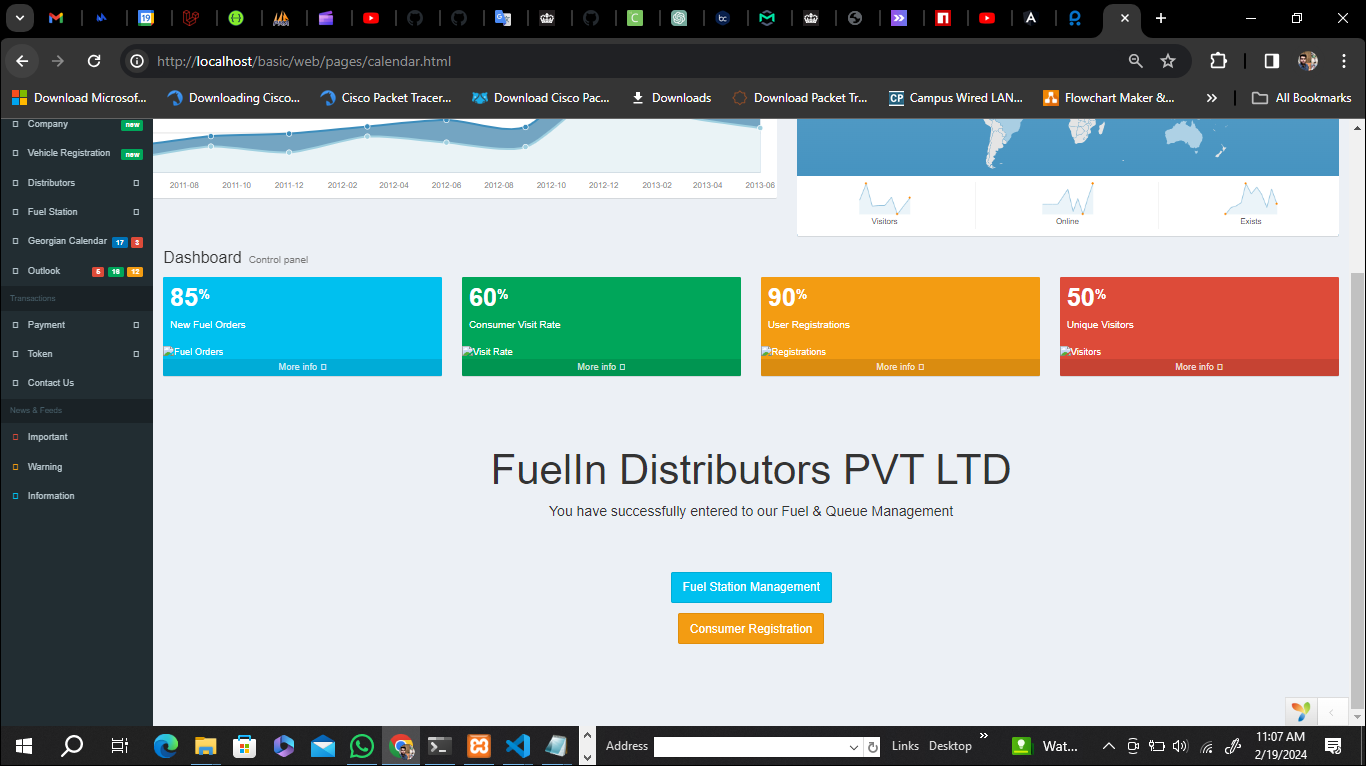 http://localhost/basic/web/pages/calendar.html
Download Microsof...
Downloading Cisco...
Cisco Packet Tracer...
Download Cisco Pac...
Downloads
Download Packet Tr...
CP Campus Wired LAN...
Flowchart Maker &...
All Bookmarks
Company new
Vehicle Registration new
Distributors
Fuel Station
Georgian Calendar 17 3
Outlook 5 16 12
Transactions
Payment
Token
Contact Us
News & Feeds
Important
Warning
Information
2011-08 2011-10 2011-12 2012-02 2012-04 2012-06 2012-08 2012-10 2012-12 2013-02 2013-04 2013-06
Visitors
Online
Exists
Dashboard Control panel
85%
New Fuel Orders
Fuel Orders
More info
60%
Consumer Visit Rate
Visit Rate
More info
90%
User Registrations
Registrations
More info
50%
Unique Visitors
Visitors
More info
FuelIn Distributors PVT LTD
You have successfully entered to our Fuel & Queue Management
Fuel Station Management
Consumer Registration
Address
Links
Desktop
Wat...
11:07 AM
2/19/2024